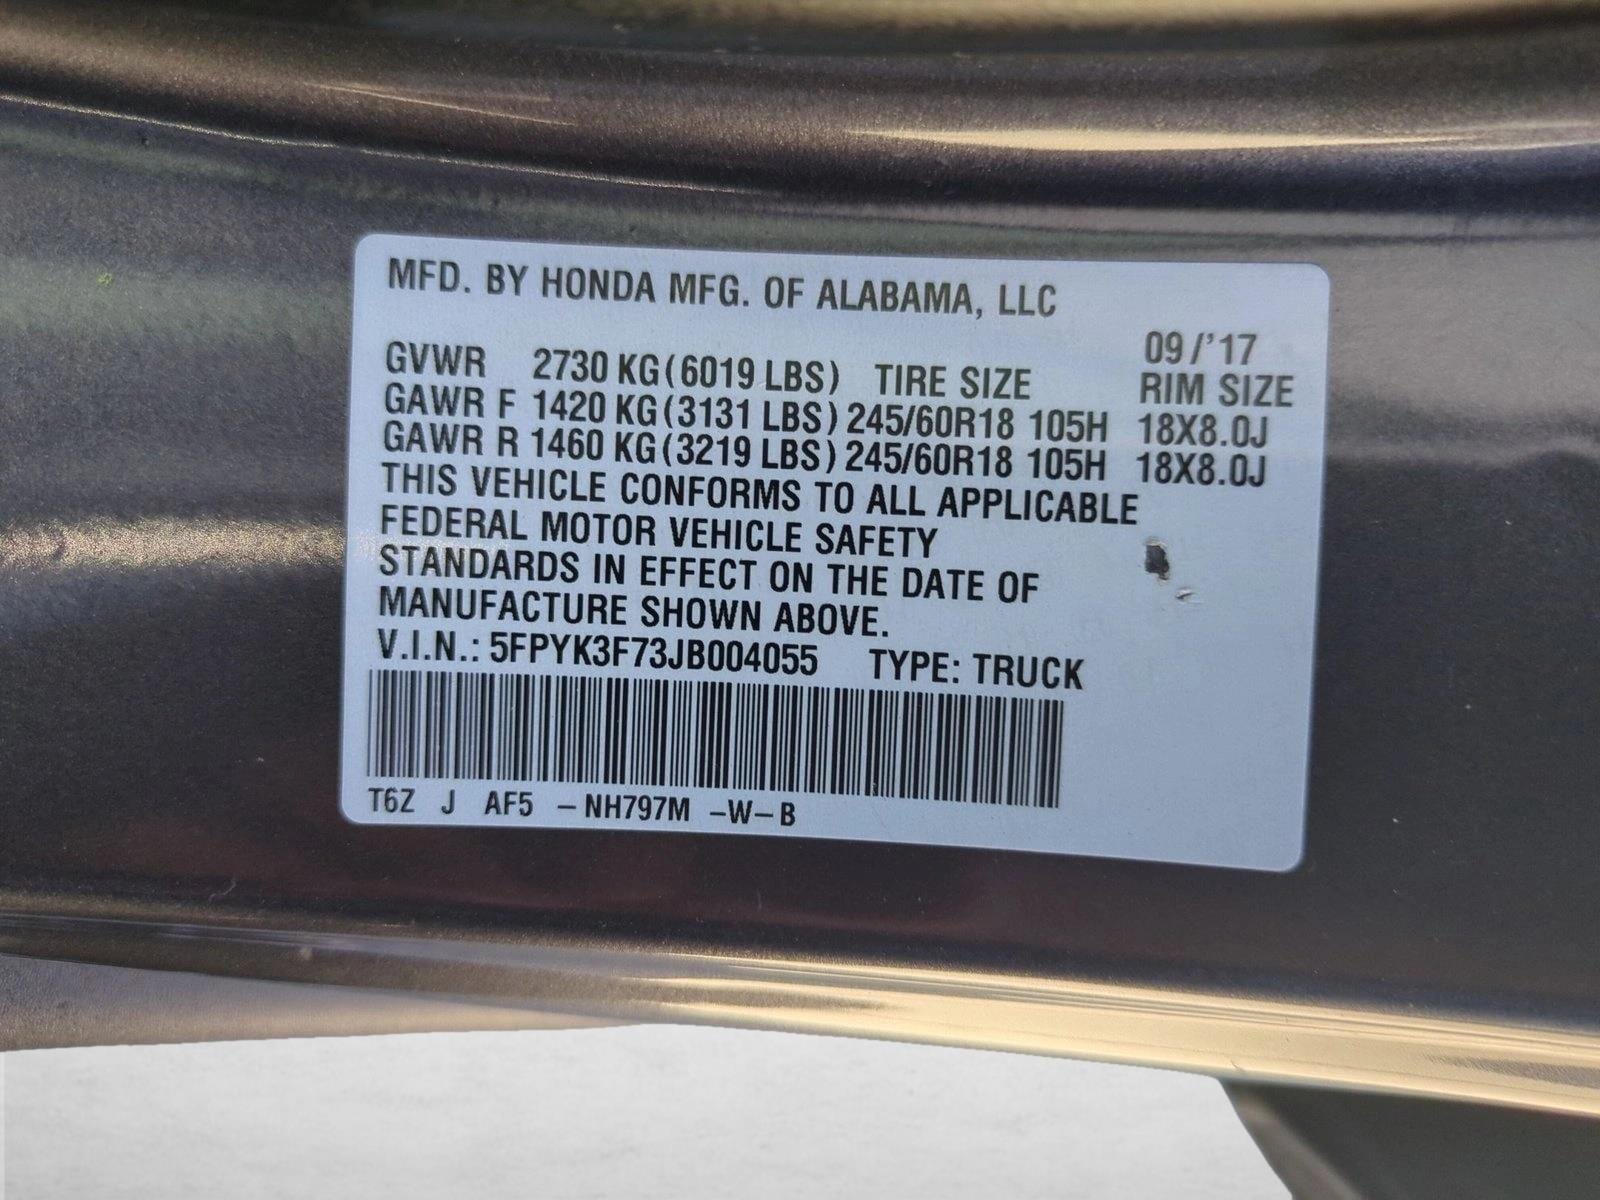 MFD. BY HONDA MFG. OF ALABAMA, LLC
09/'17
GVWR 2730 KG (6019 LBS) TIRE SIZE RIM SIZE
GAWR F 1420 KG (3131 LBS) 245/60R18 105H 18X8.0J
GAWR R 1460 KG (3219 LBS) 245/60R18 105H 18X8.0J
THIS VEHICLE CONFORMS TO ALL APPLICABLE
FEDERAL MOTOR VEHICLE SAFETY
STANDARDS IN EFFECT ON THE DATE OF
MANUFACTURE SHOWN ABOVE.
V.I.N.: 5FPYK3F73JB004055 TYPE: TRUCK
T6Z J AF5 -NH797M -W-B